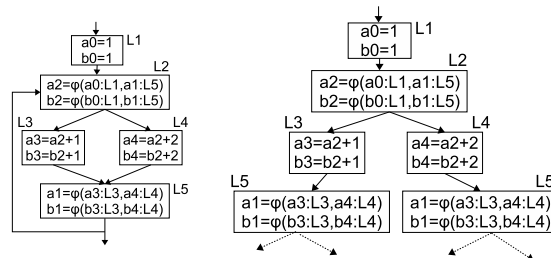 a0=1
b0=1
L1
L2
a2=φ(a0:L1,a1:L5)
b2=φ(b0:L1,b1:L5)
L3
a3=a2+1
b3=b2+1
L4
a4=a2+2
b4=b2+2
L5
a1=φ(a3:L3,a4:L4)
b1=φ(b3:L3,b4:L4)
a0=1
b0=1
L1
L2
a2=φ(a0:L1,a1:L5)
b2=φ(b0:L1,b1:L5)
L3
a3=a2+1
b3=b2+1
L4
a4=a2+2
b4=b2+2
L5
a1=φ(a3:L3,a4:L4)
b1=φ(b3:L3,b4:L4)
L5
a1=φ(a3:L3,a4:L4)
b1=φ(b3:L3,b4:L4)